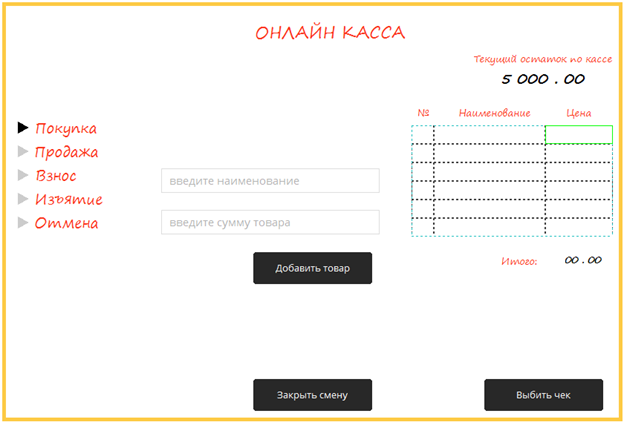 ОНЛАЙН КАССА
Текущий остаток по кассе
5 000 . 00
№ Наименование Цена
Покупка
Продажа
Взнос
Изъятие
Отмена
введите наименование
введите сумму товара
Добавить товар
Итого: 00 . 00
Закрыть смену
Выбить чек